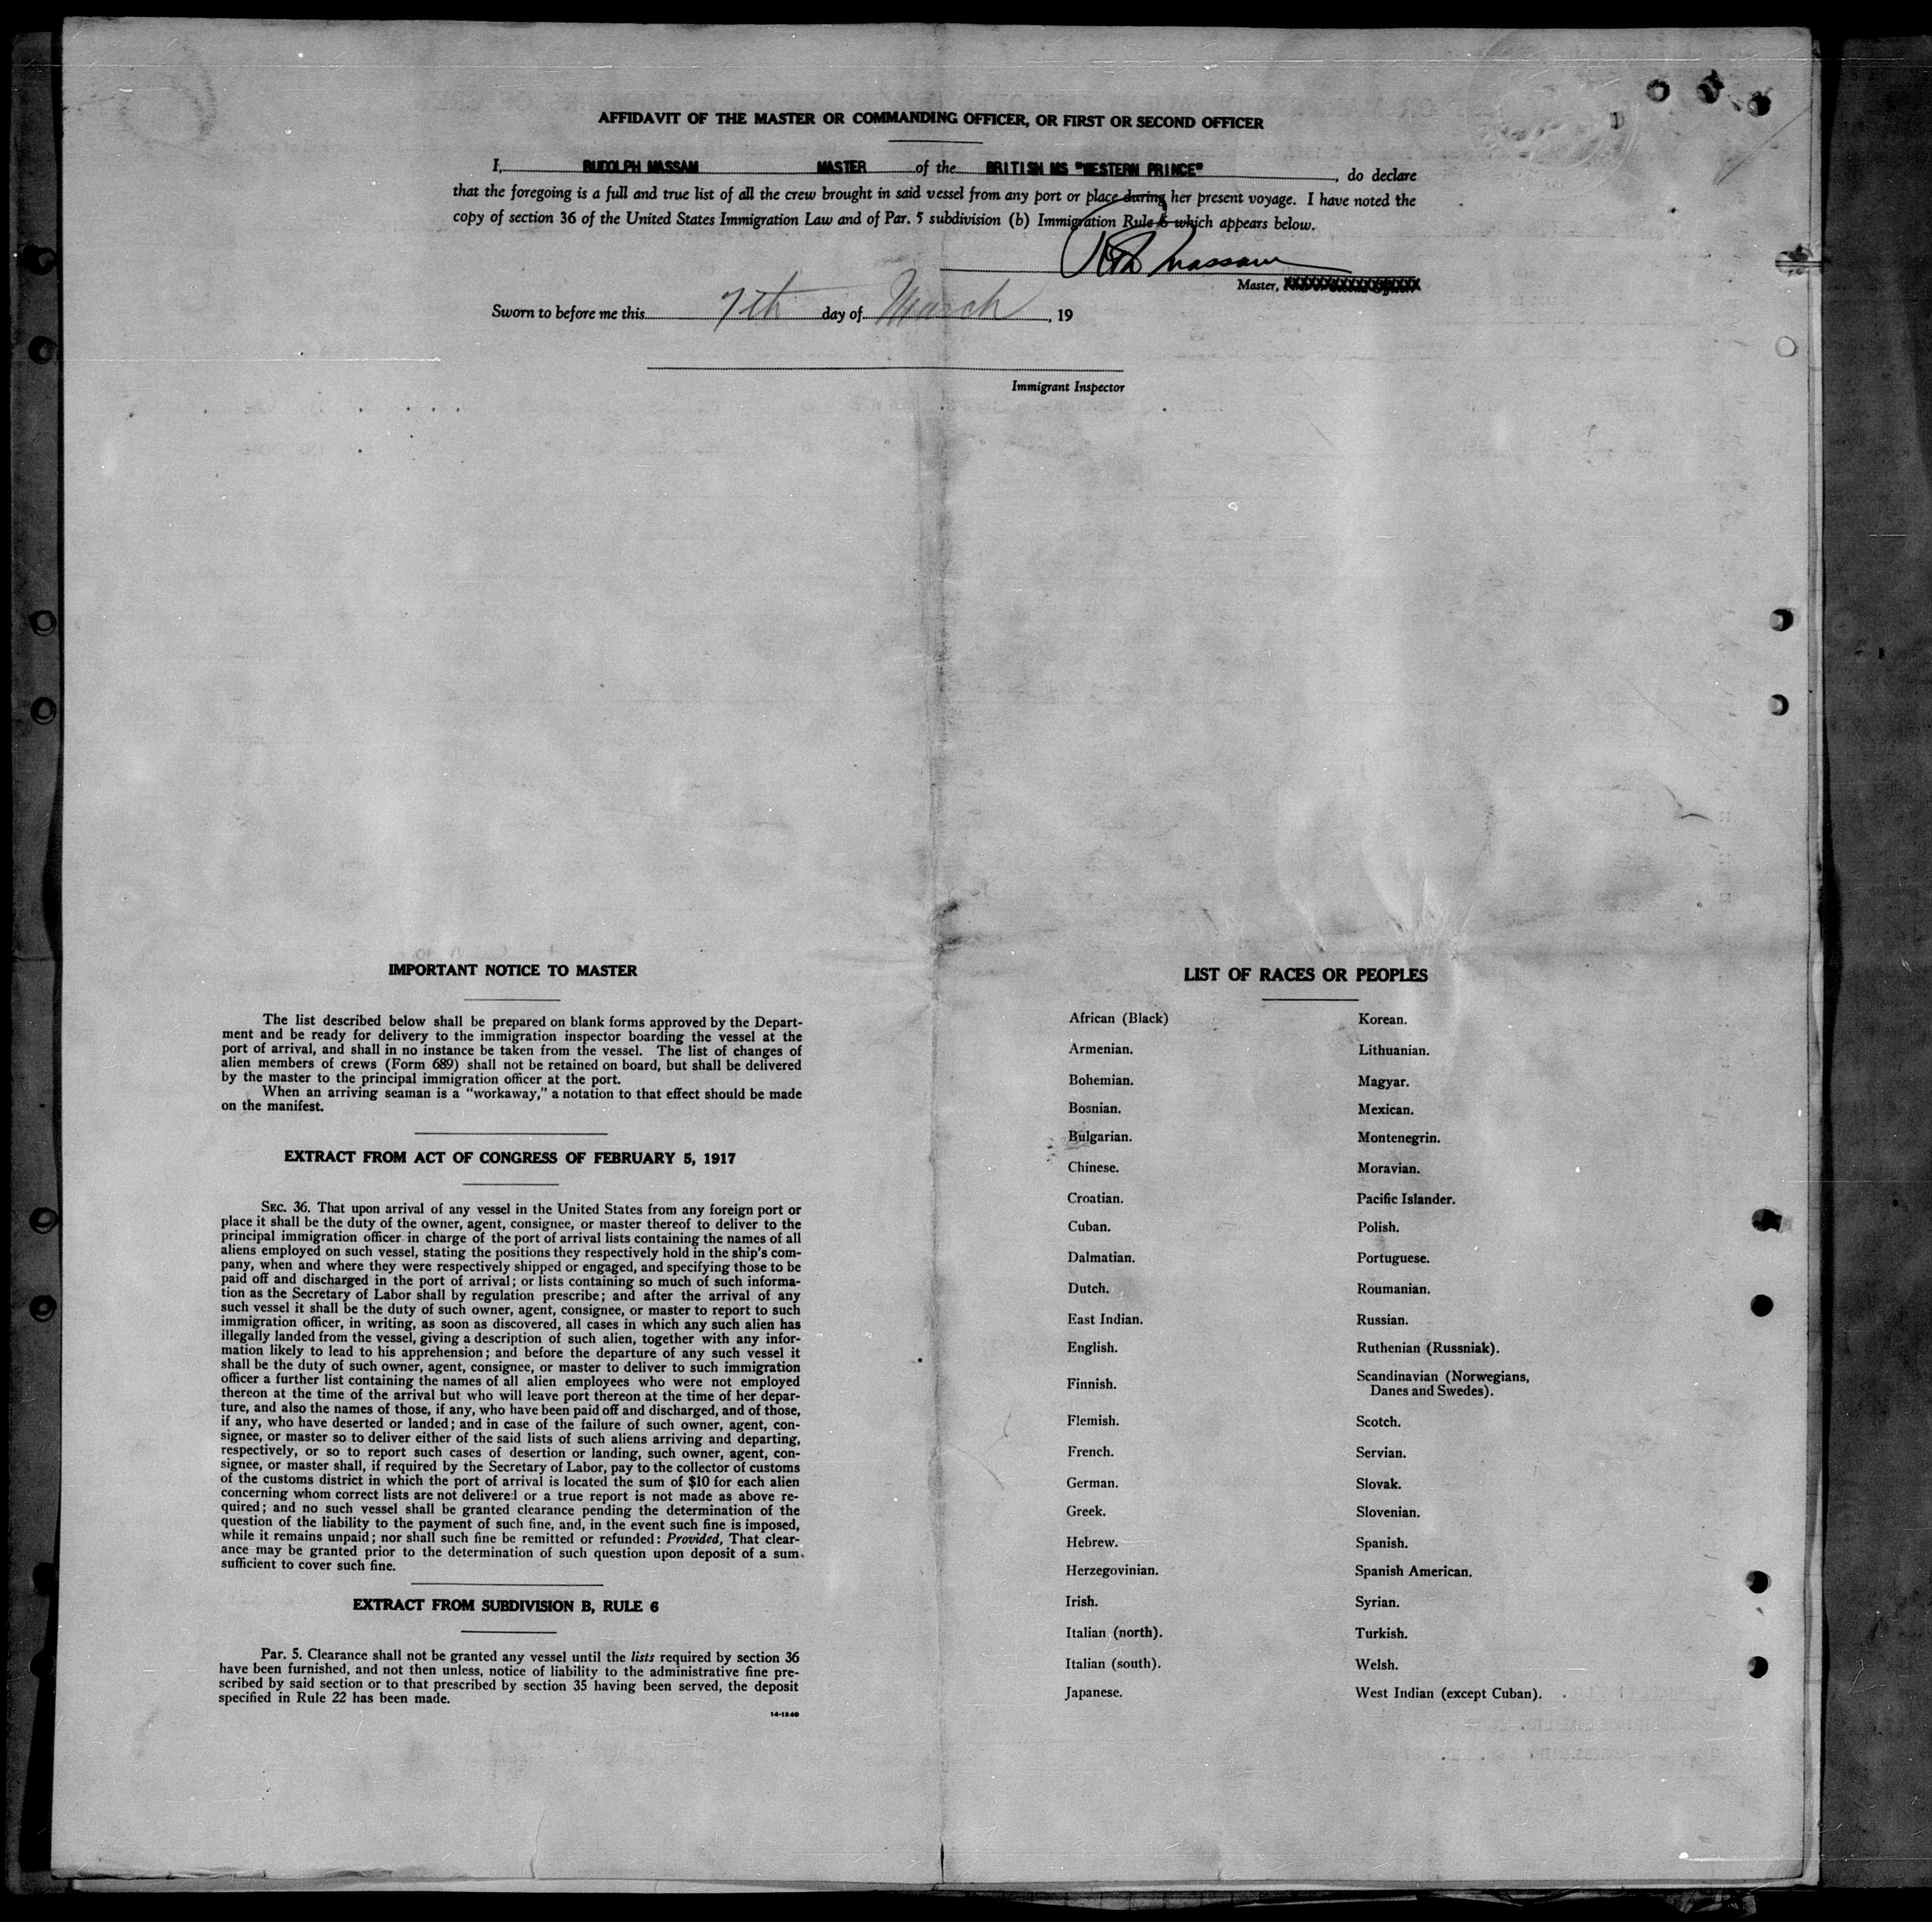 AFFIDAVIT OF THE MASTER OR COMMANDING OFFICER, OR FIRST OR SECOND OFFICER
I, RUDOLPH MASSAM MASTER of the BRITISH MS "WESTERN PRINCE", do declare
that the foregoing is a full and true list of all the crew brought in said vessel from any port or place during her present voyage. I have noted the
copy of section 36 of the United States Immigration Law and of Par. 5 subdivision (b) Immigration Rule 6 which appears below.
Massam
Master,
Sworn to before me this 7th day of March, 19
Immigrant Inspector
IMPORTANT NOTICE TO MASTER
The list described below shall be prepared on blank forms approved by the Depart-
ment and be ready for delivery to the immigration inspector boarding the vessel at the
port of arrival, and shall in no instance be taken from the vessel. The list of changes of
alien members of crews (Form 689) shall not be retained on board, but shall be delivered
by the master to the principal immigration officer at the port.
When an arriving seaman is a "workaway," a notation to that effect should be made
on the manifest.
EXTRACT FROM ACT OF CONGRESS OF FEBRUARY 5, 1917
SEC. 36. That upon arrival of any vessel in the United States from any foreign port or
place it shall be the duty of the owner, agent, consignee, or master thereof to deliver to the
principal immigration officer in charge of the port of arrival lists containing the names of all
aliens employed on such vessel, stating the positions they respectively hold in the ship's com-
pany, when and where they were respectively shipped or engaged, and specifying those to be
paid off and discharged in the port of arrival; or lists containing so much of such informa-
tion as the Secretary of Labor shall by regulation prescribe; and after the arrival of any
such vessel it shall be the duty of such owner, agent, consignee, or master to report to such
immigration officer, in writing, as soon as discovered, all cases in which any such alien has
illegally landed from the vessel, giving a description of such alien, together with any infor-
mation likely to lead to his apprehension; and before the departure of any such vessel it
shall be the duty of such owner, agent, consignee, or master to deliver to such immigration
officer a further list containing the names of all alien employees who were not employed
thereon at the time of the arrival but who will leave port thereon at the time of her depar-
ture, and also the names of those, if any, who have been paid off and discharged, and of those,
if any, who have deserted or landed; and in case of the failure of such owner, agent, con-
signee, or master so to deliver either of the said lists of such aliens arriving and departing,
respectively, or so to report such cases of desertion or landing, such owner, agent, con-
signee, or master shall, if required by the Secretary of Labor, pay to the collector of customs
of the customs district in which the port of arrival is located the sum of $10 for each alien
concerning whom correct lists are not delivered or a true report is not made as above re-
quired; and no such vessel shall be granted clearance pending the determination of the
question of the liability to the payment of such fine, and, in the event such fine is imposed,
while it remains unpaid; nor shall such fine be remitted or refunded: Provided, That clear-
ance may be granted prior to the determination of such question upon deposit of a sum
sufficient to cover such fine.
EXTRACT FROM SUBDIVISION B, RULE 6
Par. 5. Clearance shall not be granted any vessel until the lists required by section 36
have been furnished, and not then unless, notice of liability to the administrative fine pre-
scribed by said section or to that prescribed by section 35 having been served, the deposit
specified in Rule 22 has been made.
14-1840
LIST OF RACES OR PEOPLES
African (Black)
Armenian.
Bohemian.
Bosnian.
Bulgarian.
Chinese.
Croatian.
Cuban.
Dalmatian.
Dutch.
East Indian.
English.
Finnish.
Flemish.
French.
German.
Greek.
Hebrew.
Herzegovinian.
Irish.
Italian (north).
Italian (south).
Japanese.
Korean.
Lithuanian.
Magyar.
Mexican.
Montenegrin.
Moravian.
Pacific Islander.
Polish.
Portuguese.
Roumanian.
Russian.
Ruthenian (Russniak).
Scandinavian (Norwegians,
Danes and Swedes).
Scotch.
Servian.
Slovak.
Slovenian.
Spanish.
Spanish American.
Syrian.
Turkish.
Welsh.
West Indian (except Cuban).